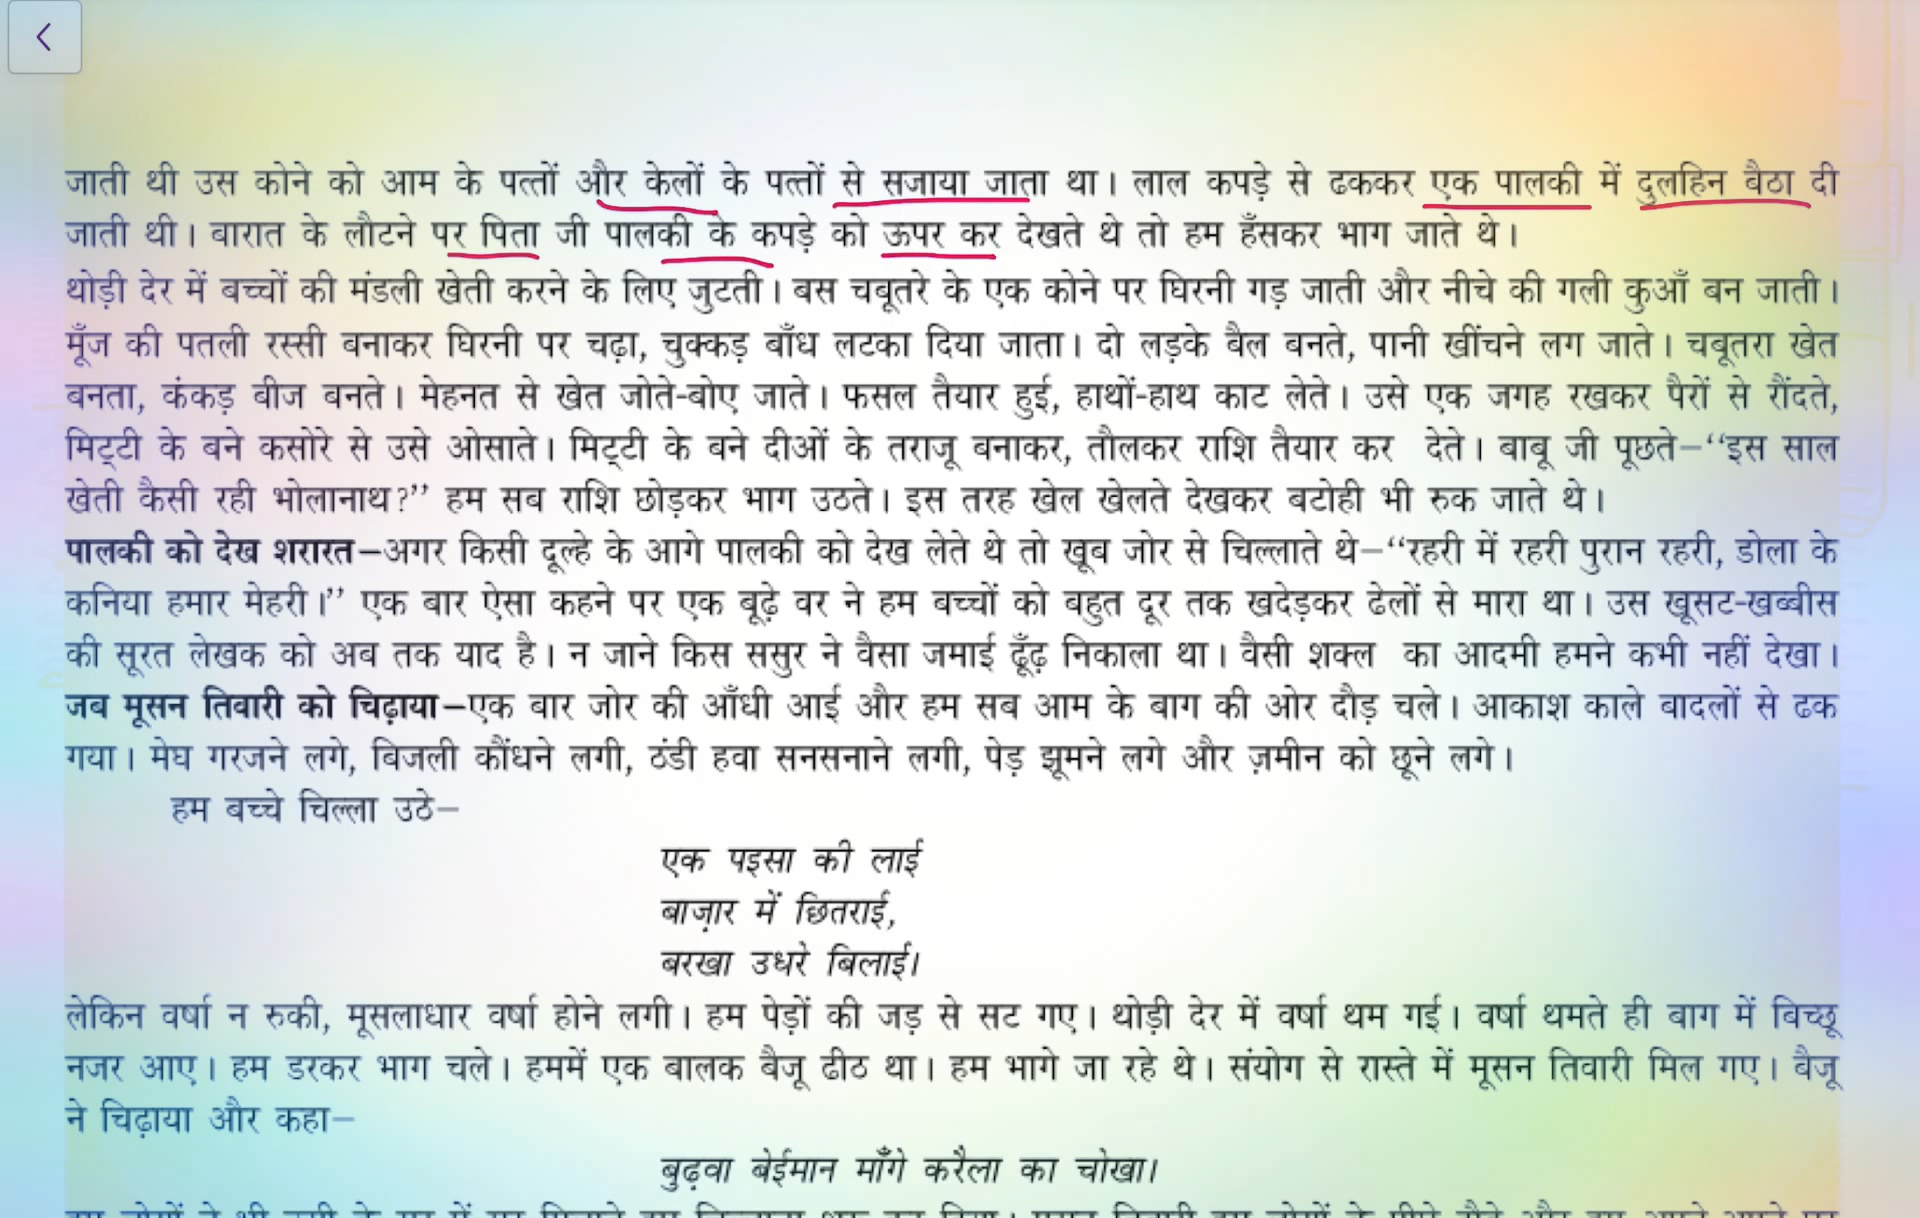 जाती थी उस कोने को आम के पत्तों और केलों के पत्तों से सजाया जाता था। लाल कपड़े से ढककर एक पालकी में दुलहिन बैठा दी
जाती थी। बारात के लौटने पर पिता जी पालकी के कपड़े को ऊपर कर देखते थे तो हम हँसकर भाग जाते थे।
थोड़ी देर में बच्चों की मंडली खेती करने के लिए जुटती। बस चबूतरे के एक कोने पर घिरनी गड़ जाती और नीचे की गली कुआँ बन जाती।
मूँज की पतली रस्सी बनाकर घिरनी पर चढ़ा, चुक्कड़ बाँध लटका दिया जाता। दो लड़के बैल बनते, पानी खींचने लग जाते। चबूतरा खेत
बनता, कंकड़ बीज बनते। मेहनत से खेत जोते-बोए जाते। फसल तैयार हुई, हाथों-हाथ काट लेते। उसे एक जगह रखकर पैरों से रौंदते,
मिट्टी के बने कसोरे से उसे ओसाते। मिट्टी के बने दीओं के तराजू बनाकर, तौलकर राशि तैयार कर देते। बाबू जी पूछते–“इस साल
खेती कैसी रही भोलानाथ?” हम सब राशि छोड़कर भाग उठते। इस तरह खेल खेलते देखकर बटोही भी रुक जाते थे।
पालकी को देख शरारत–अगर किसी दूल्हे के आगे पालकी को देख लेते थे तो खूब जोर से चिल्लाते थे–“रहरी में रहरी पुरान रहरी, डोला के
कनिया हमार मेहरी।” एक बार ऐसा कहने पर एक बूढ़े वर ने हम बच्चों को बहुत दूर तक खदेड़कर ढेलों से मारा था। उस खूसट-खब्बीस
की सूरत लेखक को अब तक याद है। न जाने किस ससुर ने वैसा जमाई ढूँढ़ निकाला था। वैसी शक्ल का आदमी हमने कभी नहीं देखा।
जब मूसन तिवारी को चिढ़ाया–एक बार जोर की आँधी आई और हम सब आम के बाग की ओर दौड़ चले। आकाश काले बादलों से ढक
गया। मेघ गरजने लगे, बिजली कौंधने लगी, ठंडी हवा सनसनाने लगी, पेड़ झूमने लगे और ज़मीन को छूने लगे।
हम बच्चे चिल्ला उठे–
एक पइसा की लाई
बाज़ार में छितराई,
बरखा उधरे बिलाई।
लेकिन वर्षा न रुकी, मूसलाधार वर्षा होने लगी। हम पेड़ों की जड़ से सट गए। थोड़ी देर में वर्षा थम गई। वर्षा थमते ही बाग में बिच्छू
नजर आए। हम डरकर भाग चले। हममें एक बालक बैजू ढीठ था। हम भागे जा रहे थे। संयोग से रास्ते में मूसन तिवारी मिल गए। बैजू
ने चिढ़ाया और कहा–
बुढ़वा बेईमान माँगे करैला का चोखा।